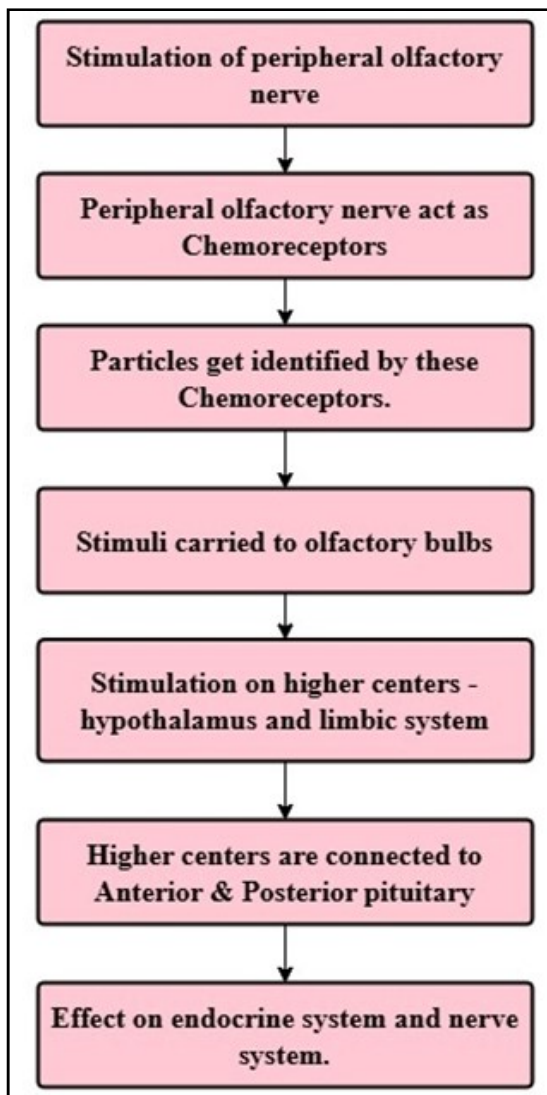 Stimulation of peripheral olfactory
nerve
Peripheral olfactory nerve act as
Chemoreceptors
Particles get identified by these
Chemoreceptors.
Stimuli carried to olfactory bulbs
Stimulation on higher centers -
hypothalamus and limbic system
Higher centers are connected to
Anterior & Posterior pituitary
Effect on endocrine system and nerve
system.